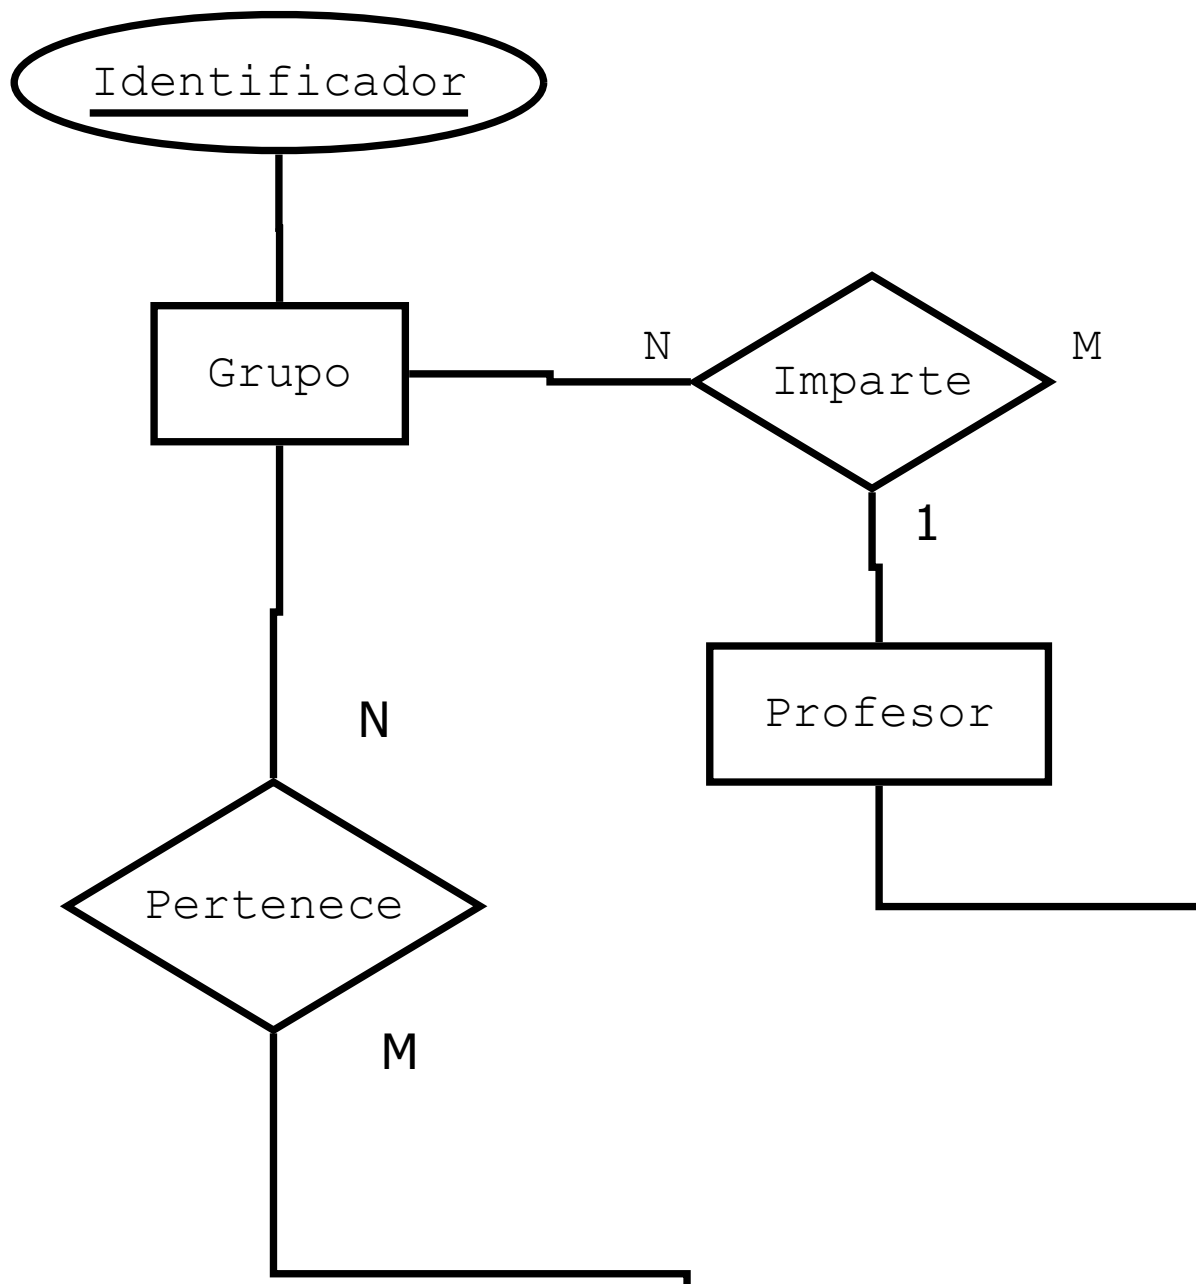 Identificador
Grupo
N
Imparte
M
1
Profesor
N
Pertenece
M